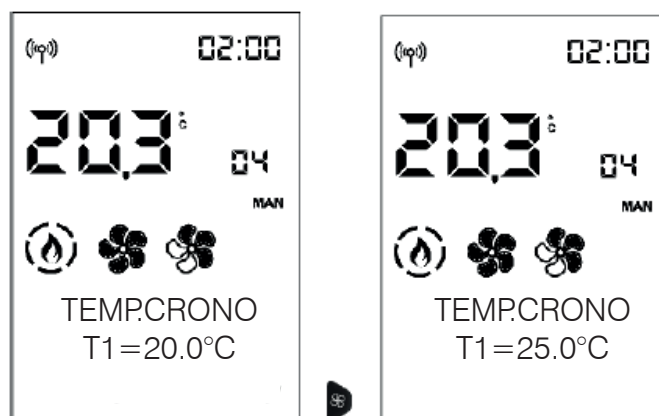 02:00
20,3 °C
04
MAN
TEMP.CRONO
T1=20.0°C
02:00
20,3 °C
04
MAN
TEMP.CRONO
T1=25.0°C